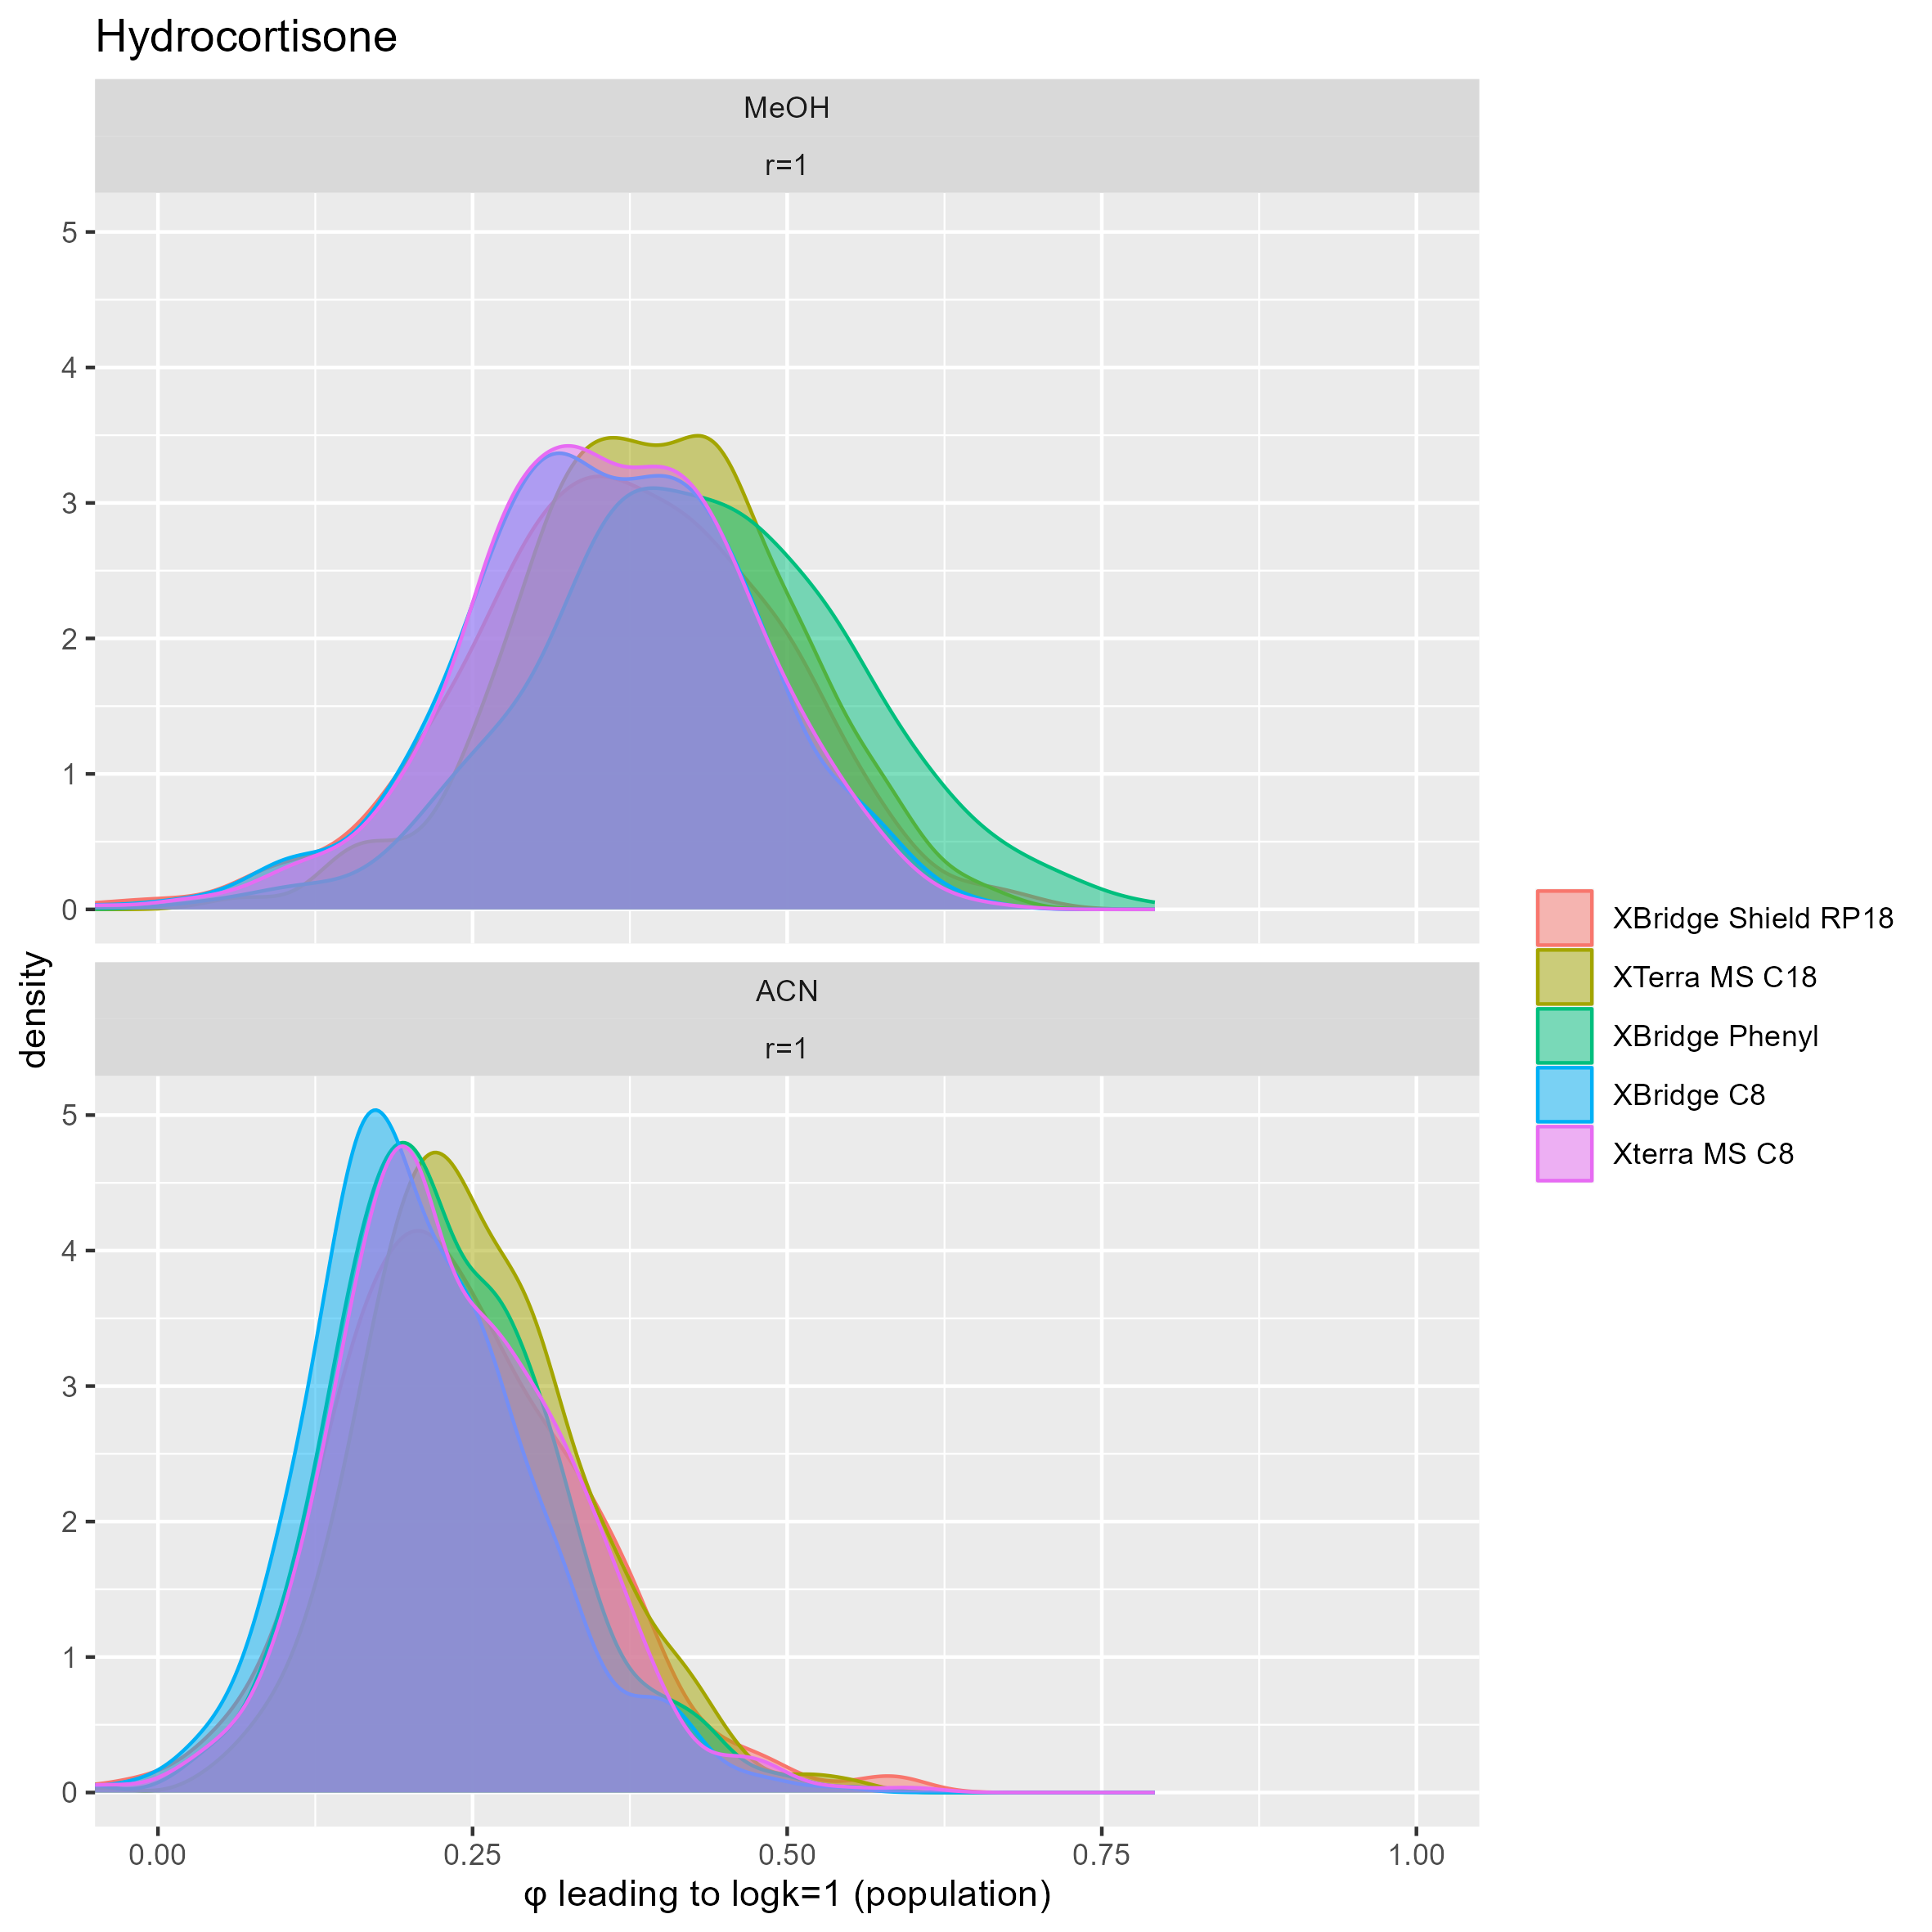 Hydrocortisone
MeOH
r=1
5
4
3
2
1
0
density
ACN
r=1
5
4
3
2
1
0
0.00 0.25 0.50 0.75 1.00
φ leading to logk=1 (population)
XBridge Shield RP18
XTerra MS C18
XBridge Phenyl
XBridge C8
Xterra MS C8